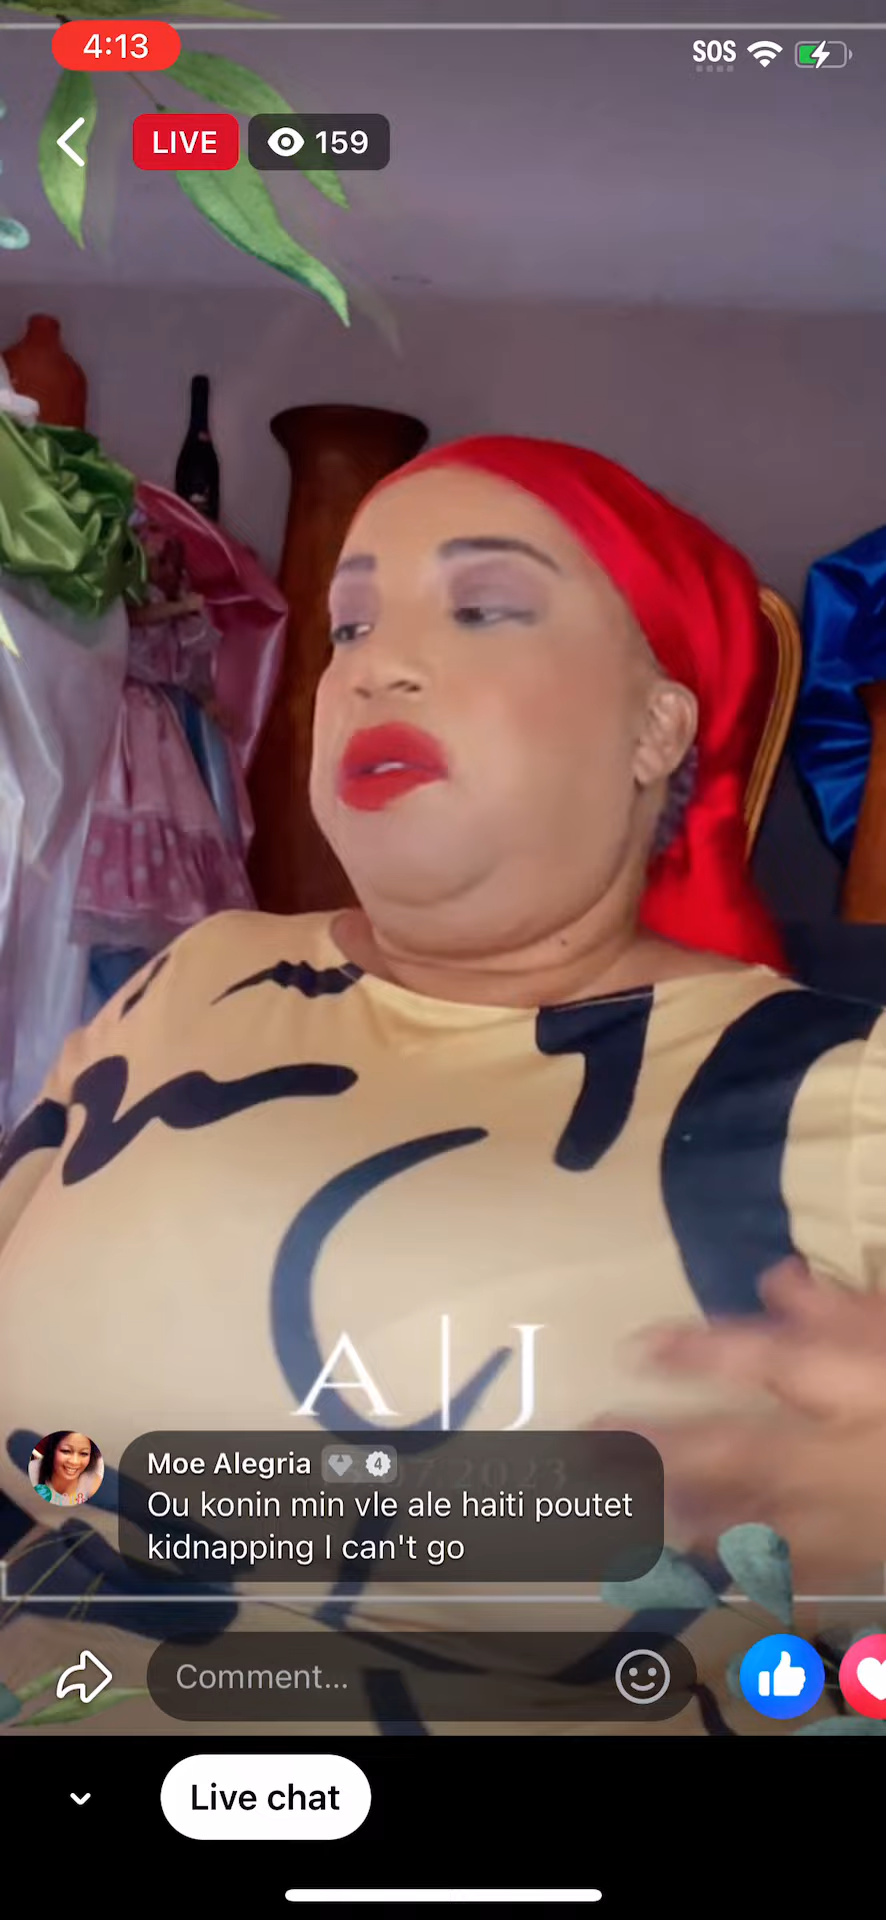 4:13
SOS
LIVE
159
A | J
Moe Alegria
4
Ou konin min vle ale haiti poutet
kidnapping I can't go
Comment...
Live chat